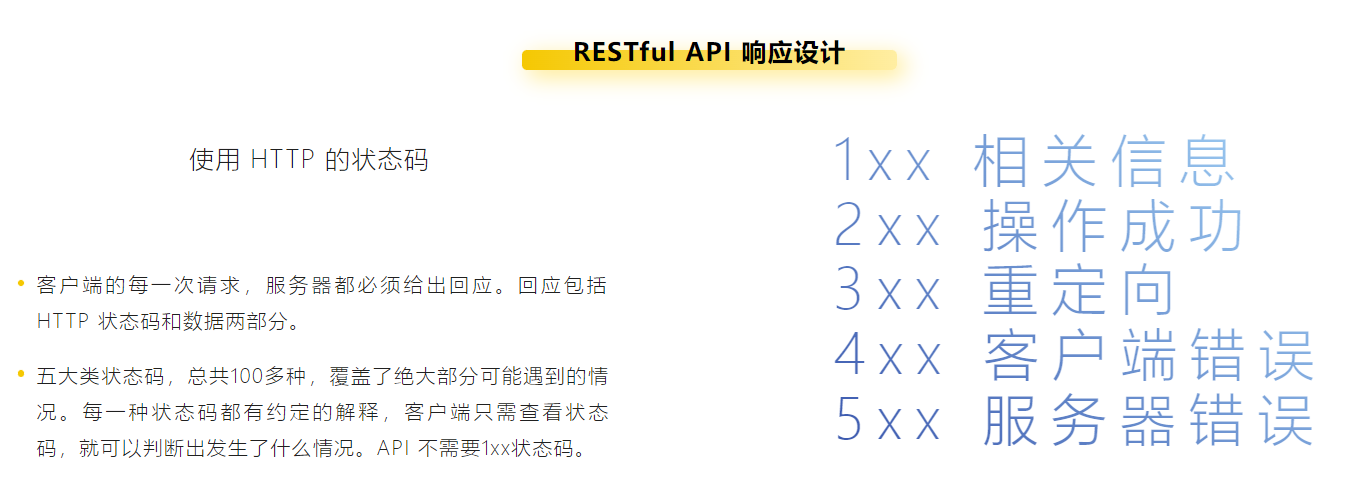 RESTful API 响应设计
使用 HTTP 的状态码
客户端的每一次请求，服务器都必须给出回应。回应包括
HTTP 状态码和数据两部分。
五大类状态码，总共100多种，覆盖了绝大部分可能遇到的情
况。每一种状态码都有约定的解释，客户端只需查看状态
码，就可以判断出发生了什么情况。API 不需要1xx状态码。
1xx 相关信息
2xx 操作成功
3xx 重定向
4xx 客户端错误
5xx 服务器错误